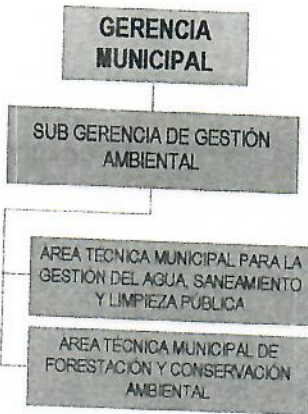 GERENCIA
MUNICIPAL
SUB GERENCIA DE GESTIÓN
AMBIENTAL
AREA TECNICA MUNICIPAL PARA LA
GESTIÓN DEL AGUA, SANEAMIENTO
Y LIMPIEZA PÚBLICA
AREA TECNICA MUNICIPAL DE
FORESTACIÓN Y CONSERVACIÓN
AMBIENTAL